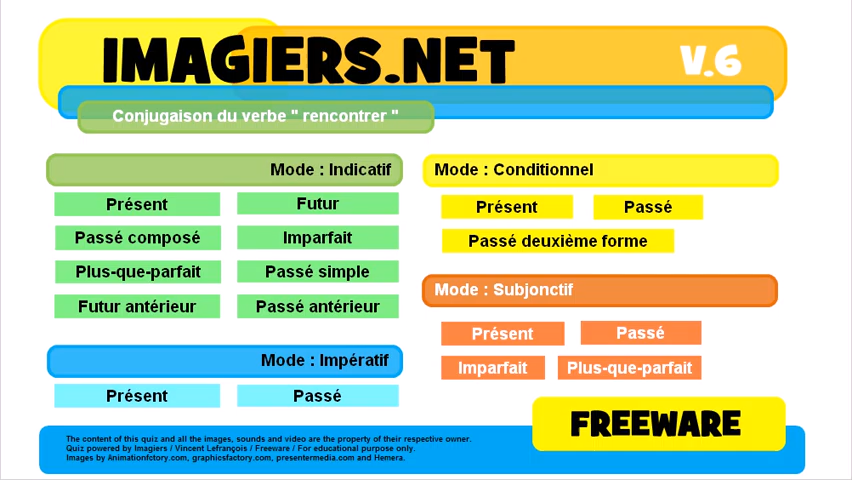 IMAGIERS.NET
V.6
Conjugaison du verbe " rencontrer "
Mode : Indicatif
Présent
Futur
Passé composé
Imparfait
Plus-que-parfait
Passé simple
Futur antérieur
Passé antérieur
Mode : Impératif
Présent
Passé
Mode : Conditionnel
Présent
Passé
Passé deuxième forme
Mode : Subjonctif
Présent
Passé
Imparfait
Plus-que-parfait
FREEWARE
The content of this quiz and all the images, sounds and video are the property of their respective owner.
Quiz powered by Imagiers / Vincent Lefrançois / Freeware / For educational purpose only.
Images by Animationfctory.com, graphicsfactory.com, presentermedia.com and Hemera.